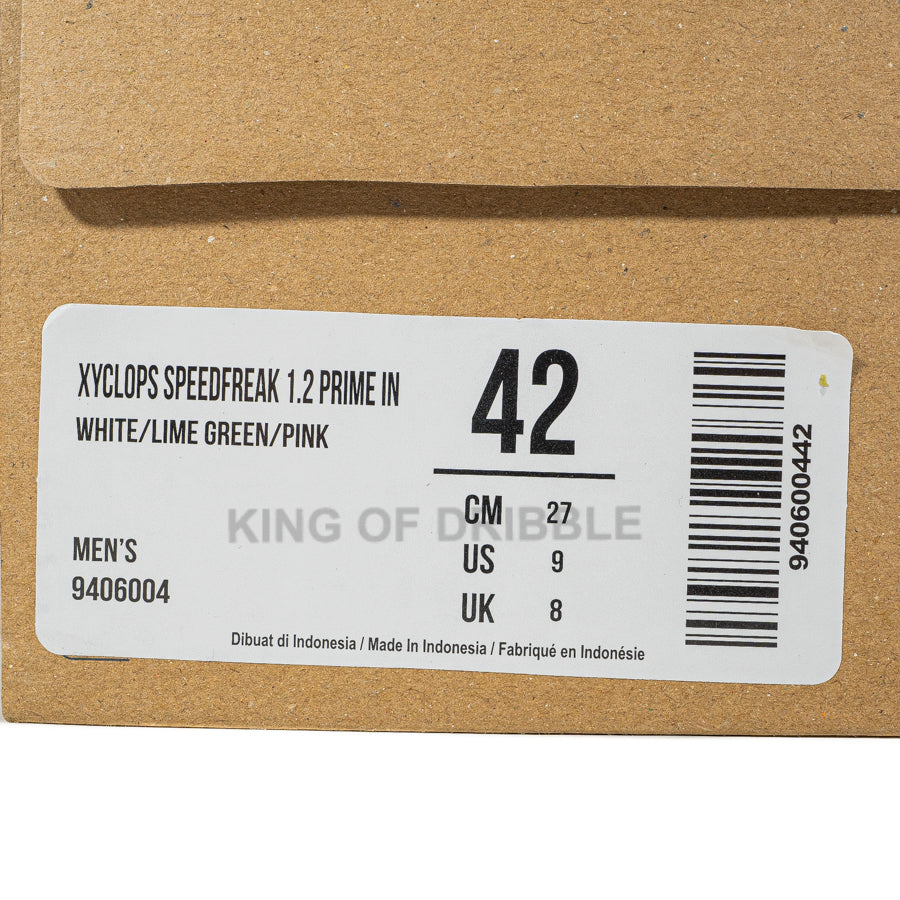 XYCLOPS SPEEDFREAK 1.2 PRIME IN
WHITE/LIME GREEN/PINK
MEN'S
9406004
42
CM 27
US 9
UK 8
KING OF DRIBBLE
Dibuat di Indonesia / Made In Indonesia / Fabriqué en Indonésie
940600442